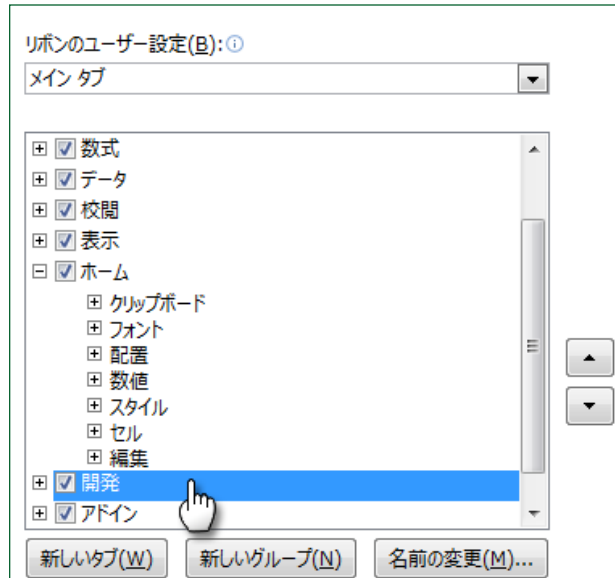 リボンのユーザー設定(B):
メイン タブ
数式
データ
校閲
表示
ホーム
クリップボード
フォント
配置
数値
スタイル
セル
編集
開発
アドイン
新しいタブ(W) 新しいグループ(N) 名前の変更(M)...